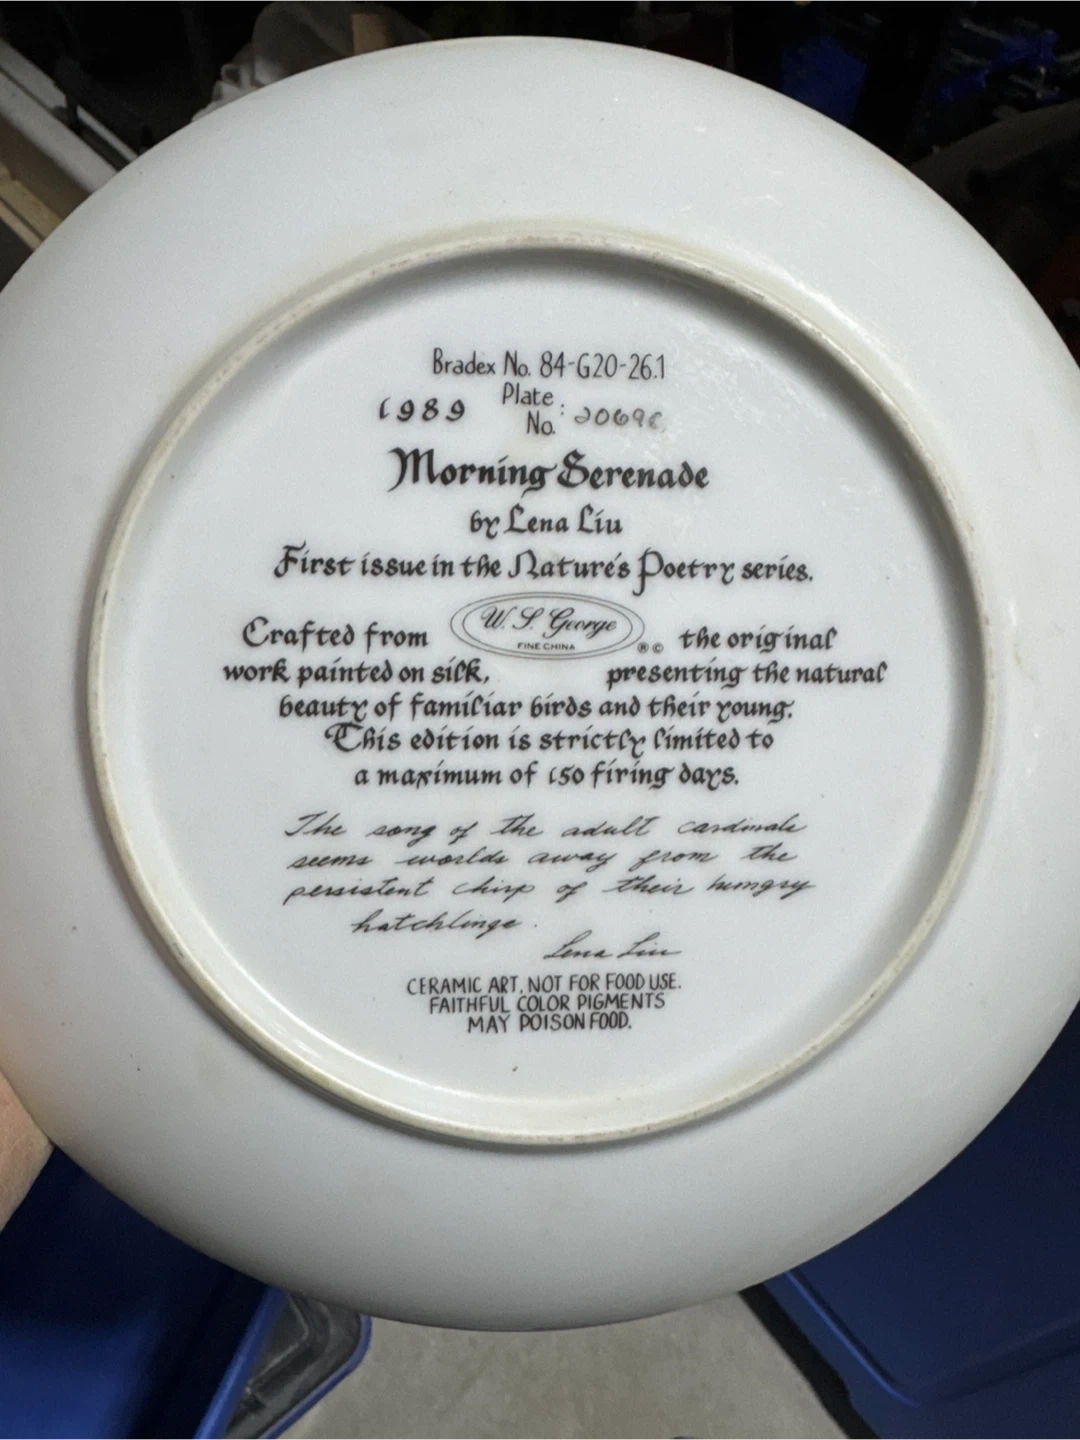 Bradex No. 84-G20-26.1
1989 Plate No.:
Morning Serenade
by Lena Liu
First issue in the Nature's Poetry series.
W. S. George
FINE CHINA
Crafted from ®© the original
work painted on silk, presenting the natural
beauty of familiar birds and their young.
This edition is strictly limited to
a maximum of 150 firing days.
The song of the adult cardinals
seems worlds away from the
persistent chirp of their hungry
hatchlings.
Lena Liu
CERAMIC ART, NOT FOR FOOD USE.
FAITHFUL COLOR PIGMENTS
MAY POISON FOOD.